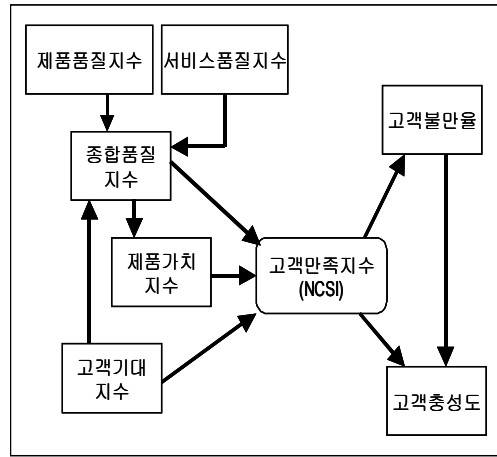 제품품질지수
서비스품질지수
고객불만율
종합품질
지수
제품가치
지수
고객만족지수
(NCSI)
고객기대
지수
고객충성도